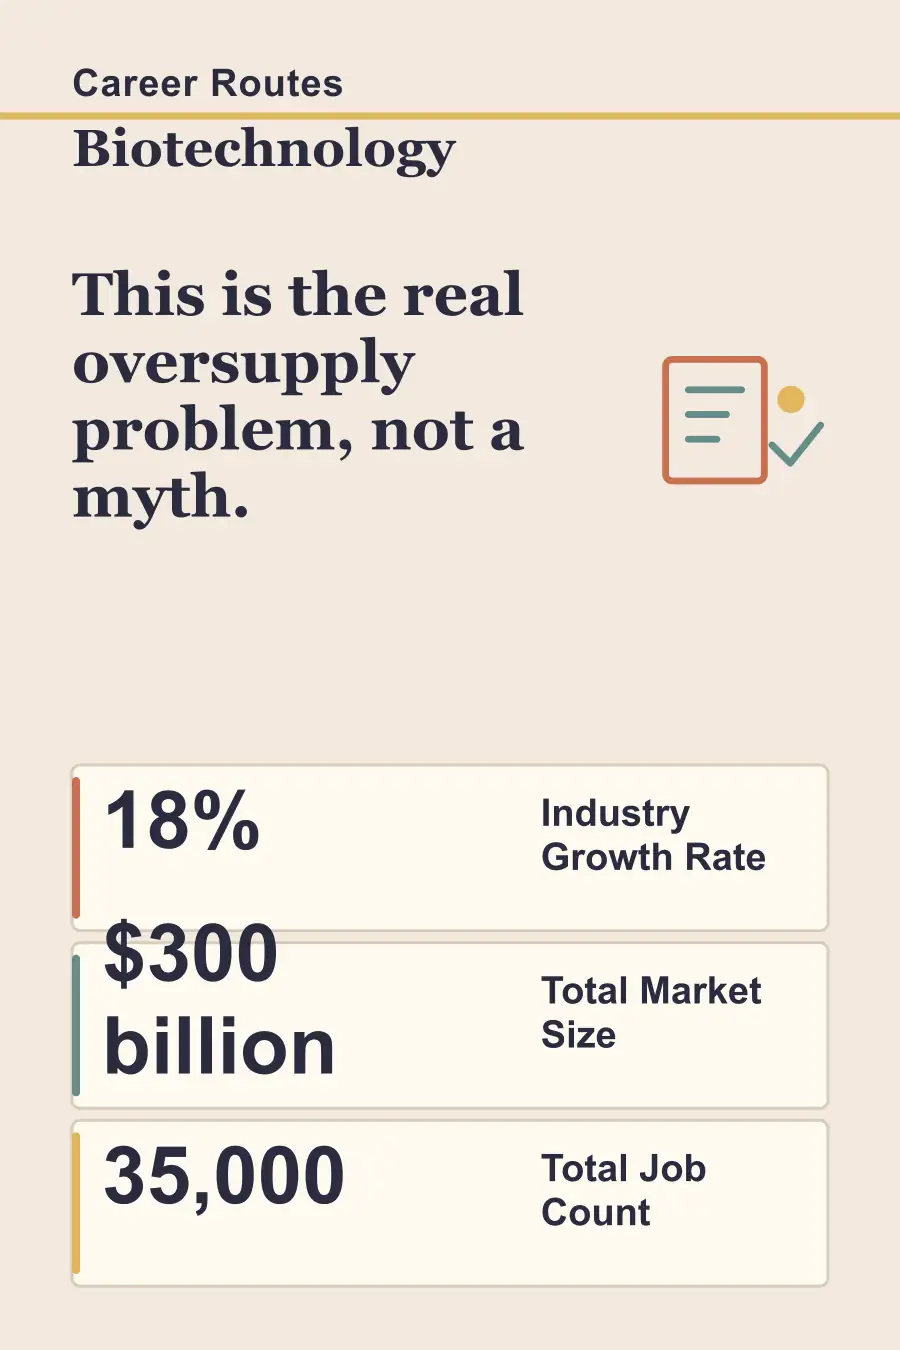 Career Routes
Biotechnology
This is the real
oversupply
problem, not a
myth.
18%
Industry
Growth Rate
$300
billion
Total Market
Size
35,000
Total Job
Count